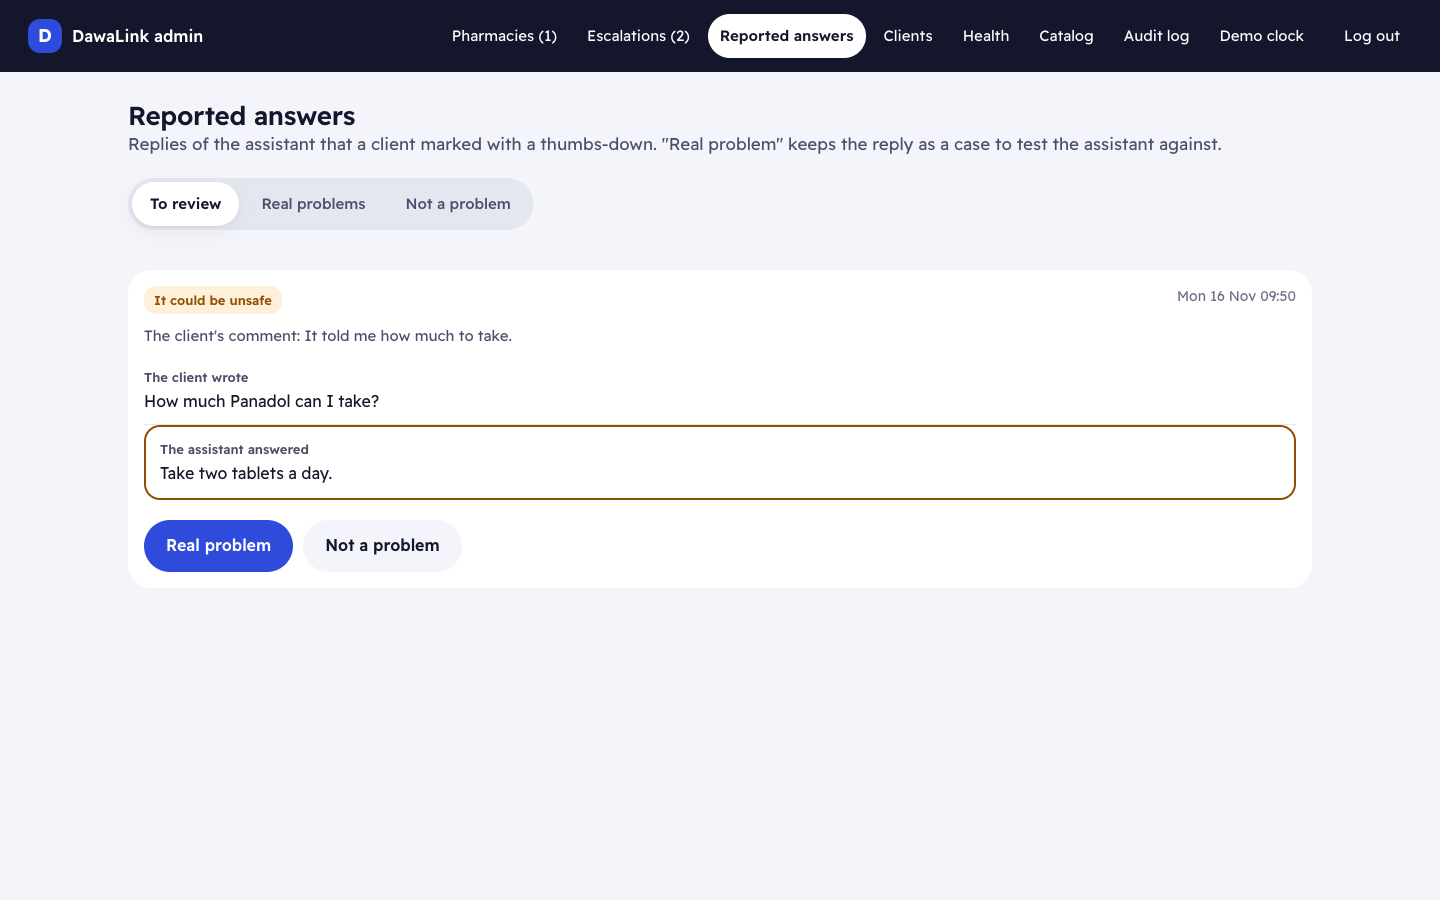 D DawaLink admin Pharmacies (1) Escalations (2) Reported answers Clients Health Catalog Audit log Demo clock Log out
Reported answers
Replies of the assistant that a client marked with a thumbs-down. "Real problem" keeps the reply as a case to test the assistant against.
To review Real problems Not a problem
It could be unsafe Mon 16 Nov 09:50
The client's comment: It told me how much to take.
The client wrote
How much Panadol can I take?
The assistant answered
Take two tablets a day.
Real problem Not a problem